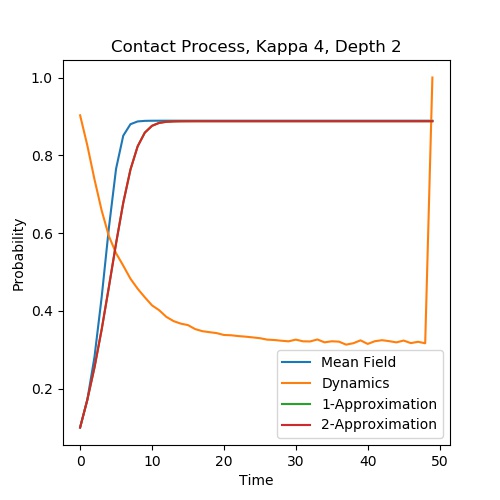 Contact Process, Kappa 4, Depth 2
1.0
0.8
0.6
0.4
0.2
Probability
0
10
20
30
40
50
Time
Mean Field
Dynamics
1-Approximation
2-Approximation